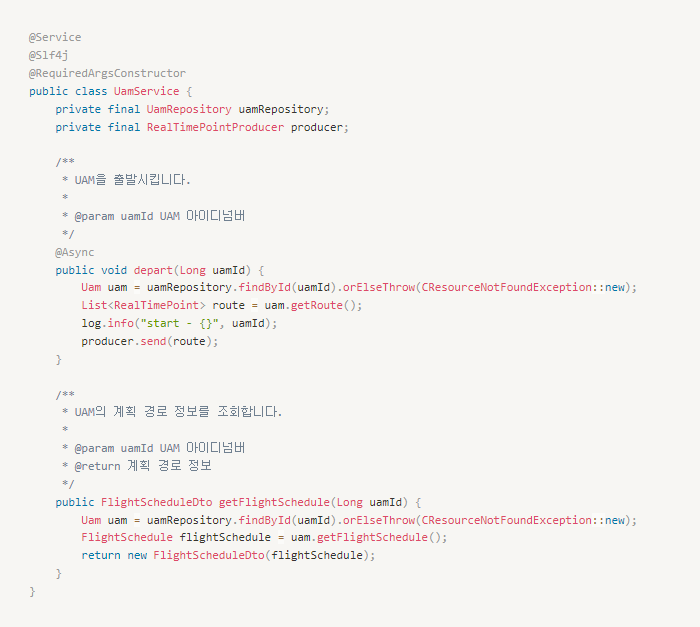 @Service
@Slf4j
@RequiredArgsConstructor
public class UamService {
    private final UamRepository uamRepository;
    private final RealTimePointProducer producer;

    /**
     * UAM을 출발시킵니다.
     *
     * @param uamId UAM 아이디넘버
     */
    @Async
    public void depart(Long uamId) {
        Uam uam = uamRepository.findById(uamId).orElseThrow(CResourceNotFoundException::new);
        List<RealTimePoint> route = uam.getRoute();
        log.info("start - {}", uamId);
        producer.send(route);
    }

    /**
     * UAM의 계획 경로 정보를 조회합니다.
     *
     * @param uamId UAM 아이디넘버
     * @return 계획 경로 정보
     */
    public FlightScheduleDto getFlightSchedule(Long uamId) {
        Uam uam = uamRepository.findById(uamId).orElseThrow(CResourceNotFoundException::new);
        FlightSchedule flightSchedule = uam.getFlightSchedule();
        return new FlightScheduleDto(flightSchedule);
    }
}